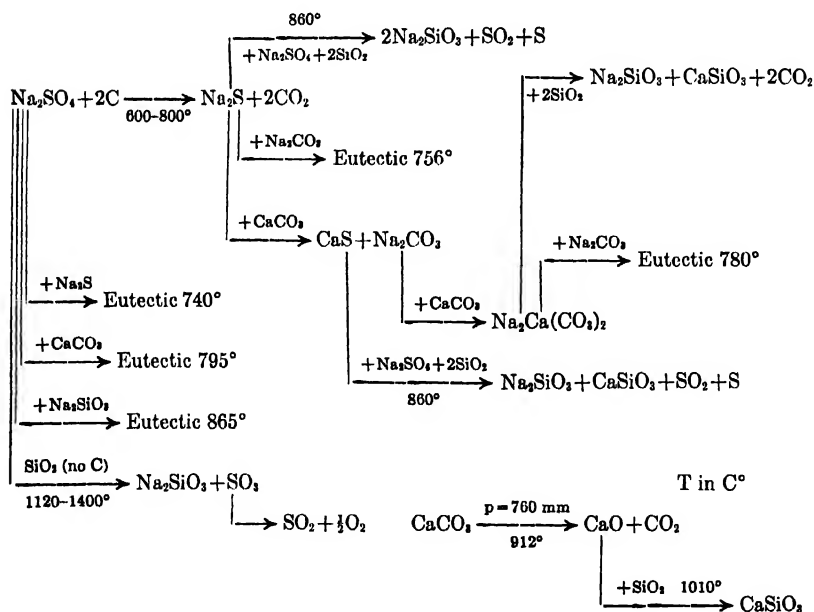 860°
2Na₂SiO₃+SO₂+S
+Na₂SO₄+2SiO₂
Na₂SiO₃+CaSiO₃+2CO₂
+2SiO₂
Na₂SO₄+2C
600-800°
Na₂S+2CO₂
+Na₂CO₃
Eutectic 756°
+CaCO₃
CaS+Na₂CO₃
+Na₂CO₃
Eutectic 780°
+Na₂S
Eutectic 740°
+CaCO₃
Na₂Ca(CO₃)₂
+CaCO₃
Eutectic 795°
+Na₂SO₄+2SiO₂
860°
Na₂SiO₃+CaSiO₃+SO₂+S
+Na₂SiO₃
Eutectic 865°
SiO₂ (no C)
1120-1400°
Na₂SiO₃+SO₃
T in C°
SO₂+½O₂
CaCO₃
p=760 mm
912°
CaO+CO₂
+SiO₂ 1010°
CaSiO₃